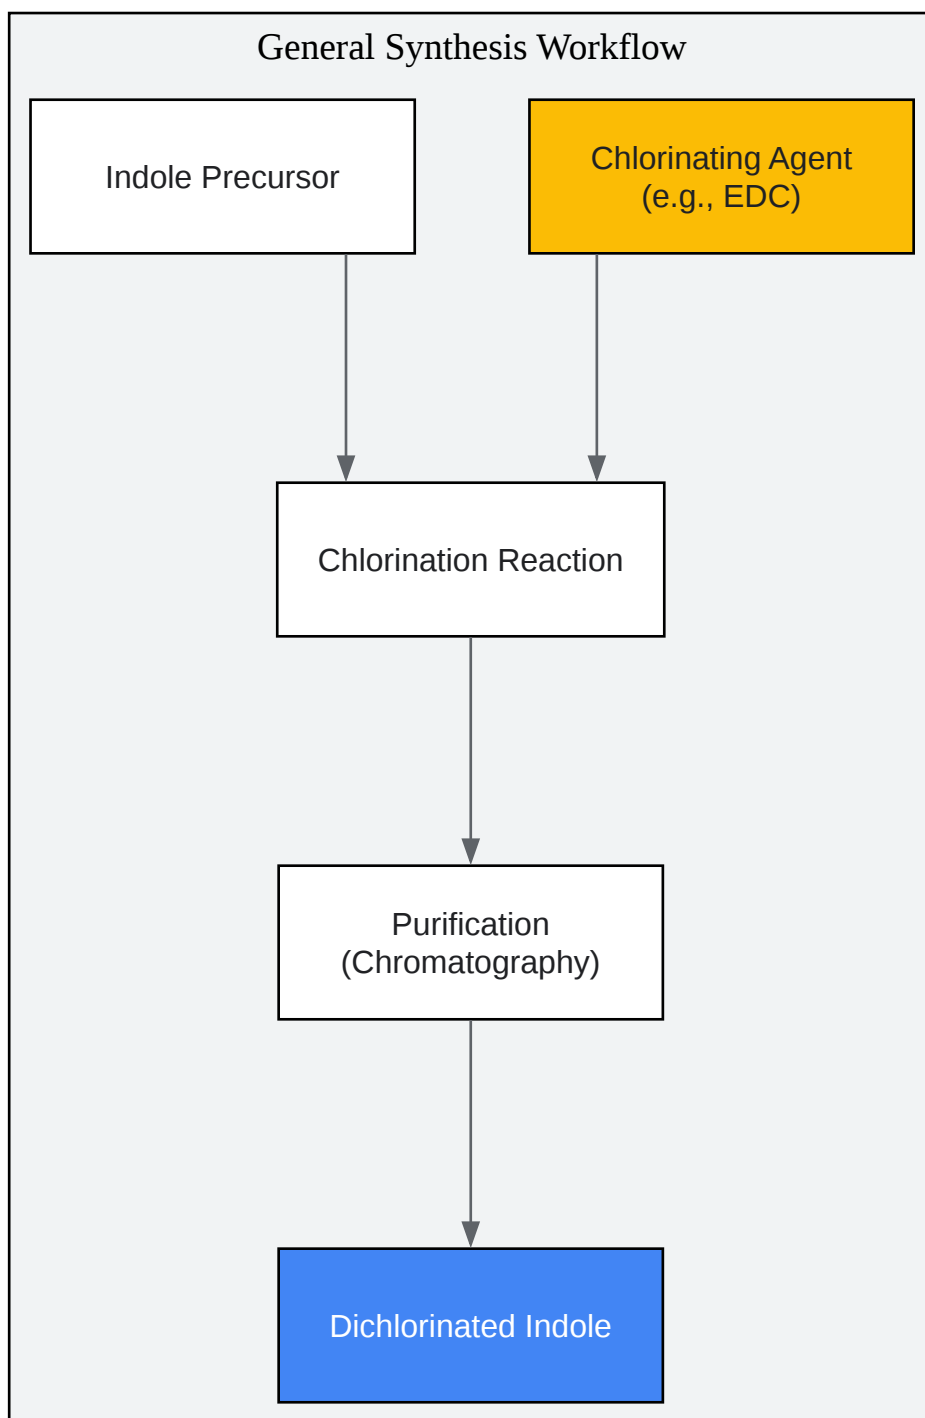 General Synthesis Workflow
Indole Precursor
Chlorinating Agent
(e.g., EDC)
Chlorination Reaction
Purification
(Chromatography)
Dichlorinated Indole